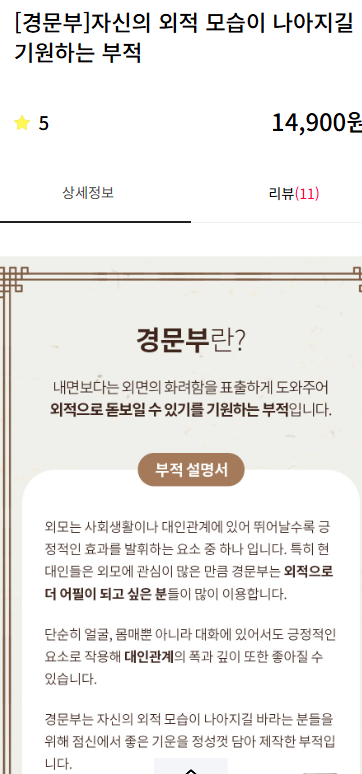 [경문부]자신의 외적 모습이 나아지길
기원하는 부적
5
14,900원
상세정보
리뷰(11)
경문부란?
내면보다는 외면의 화려함을 표출하게 도와주어
외적으로 돋보일 수 있기를 기원하는 부적입니다.
부적 설명서
외모는 사회생활이나 대인관계에 있어 뛰어날수록 긍
정적인 효과를 발휘하는 요소 중 하나 입니다. 특히 현
대인들은 외모에 관심이 많은 만큼 경문부는 외적으로
더 어필이 되고 싶은 분들이 많이 이용합니다.
단순히 얼굴, 몸매뿐 아니라 대화에 있어서도 긍정적인
요소로 작용해 대인관계의 폭과 깊이 또한 좋아질 수
있습니다.
경문부는 자신의 외적 모습이 나아지길 바라는 분들을
위해 점신에서 좋은 기운을 정성껏 담아 제작한 부적입
니다.